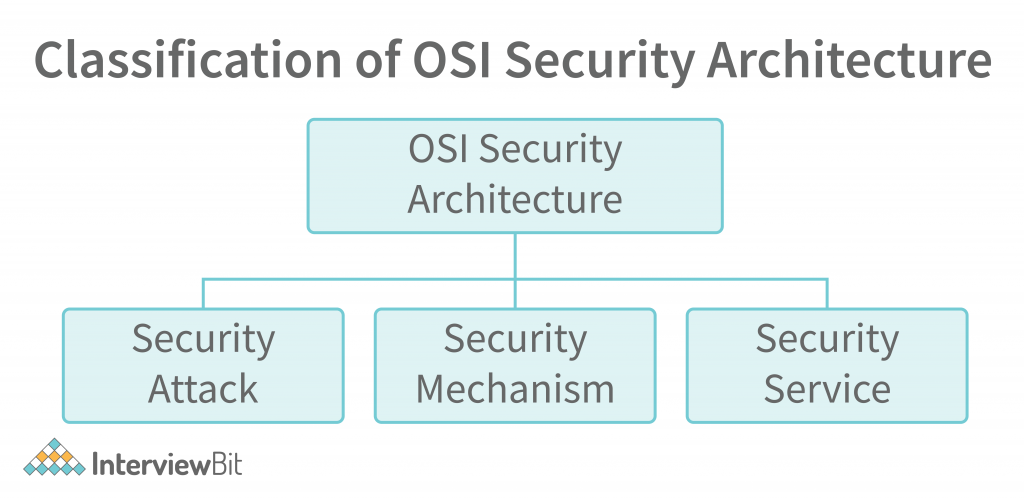 Classification of OSI Security Architecture
OSI Security
Architecture
Security
Attack
Security
Mechanism
Security
Service
InterviewBit